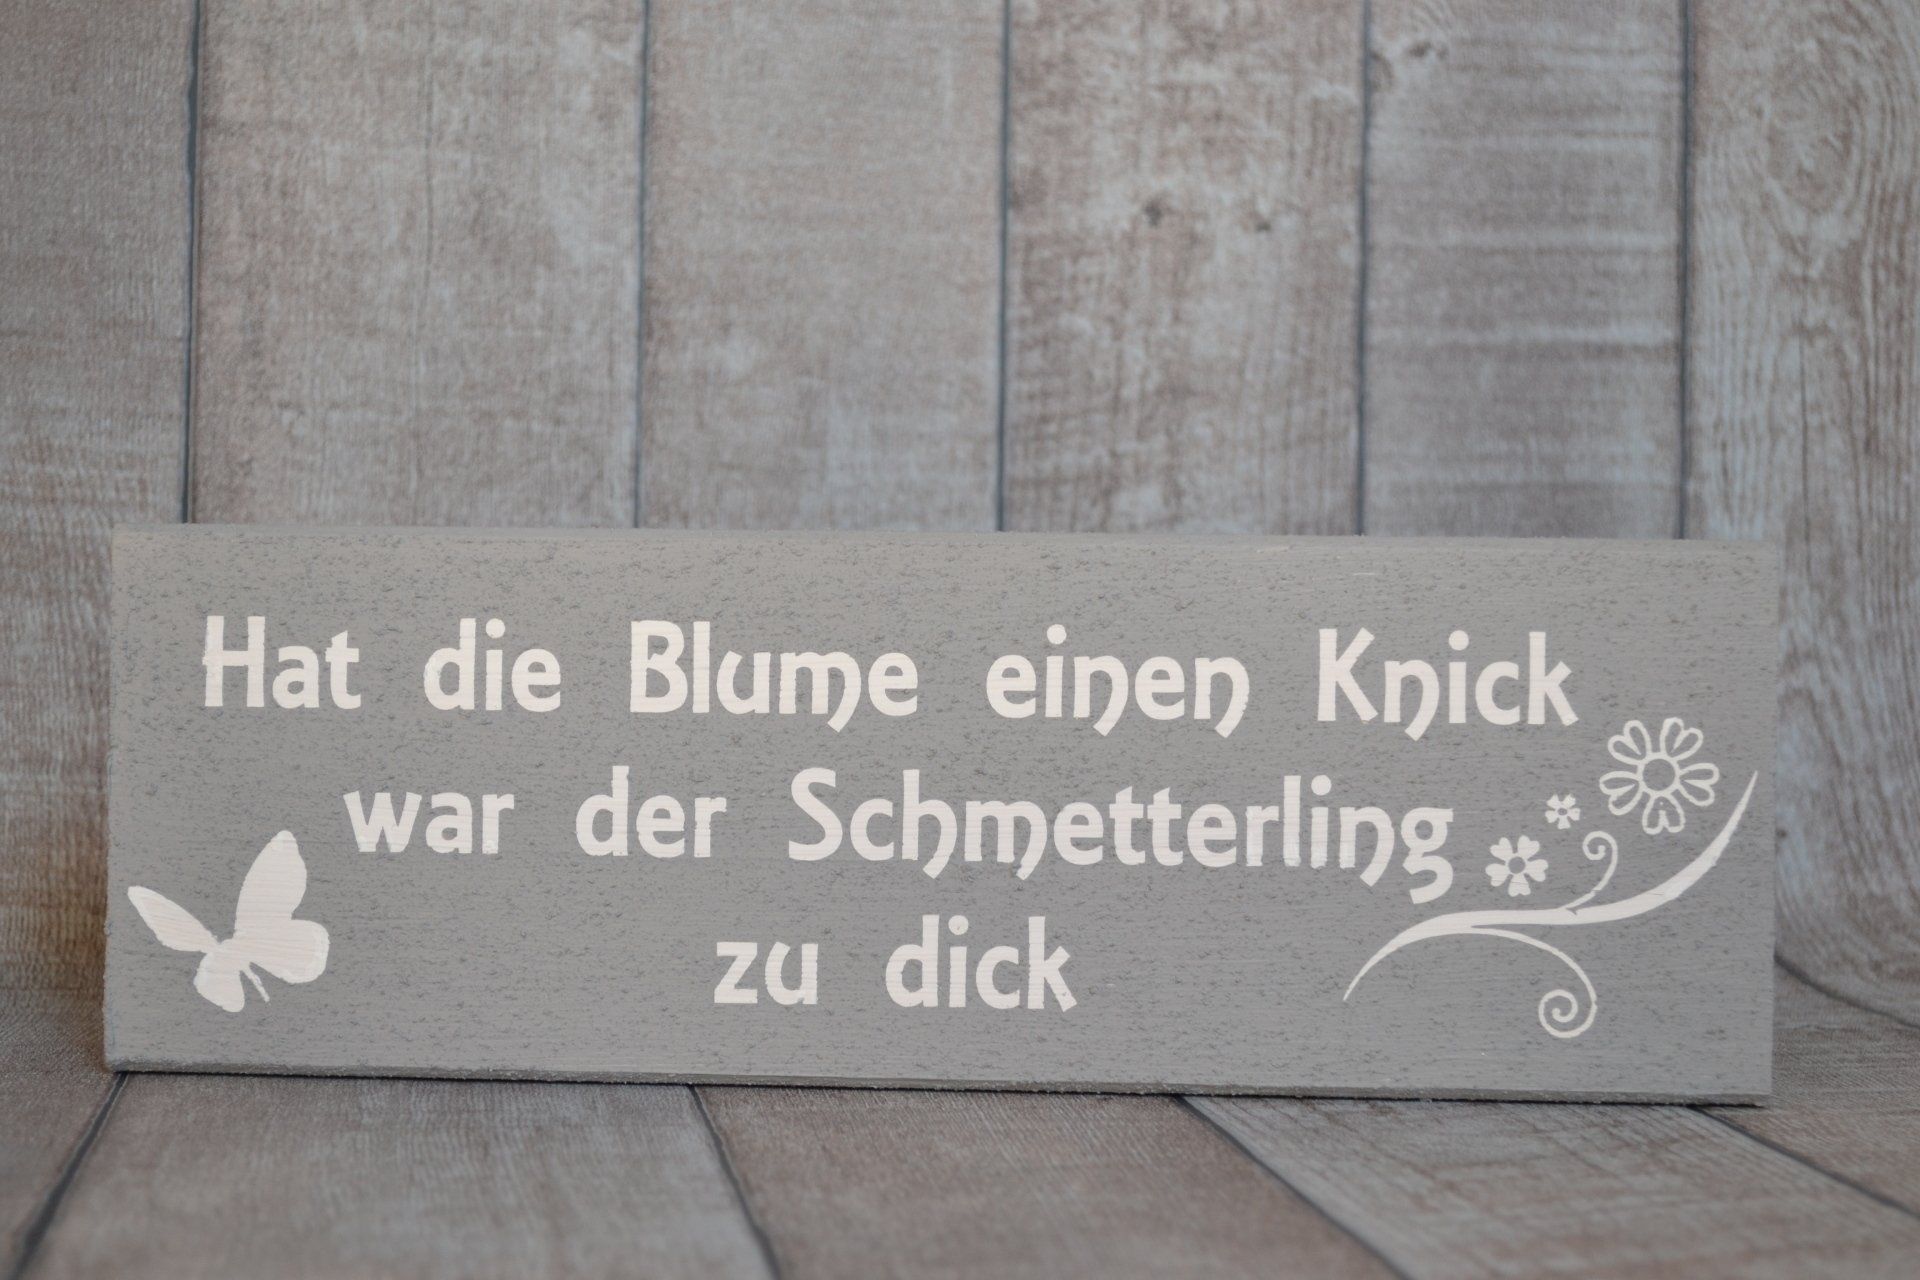 Hat die Blume einen Knick
war der Schmetterling
zu dick